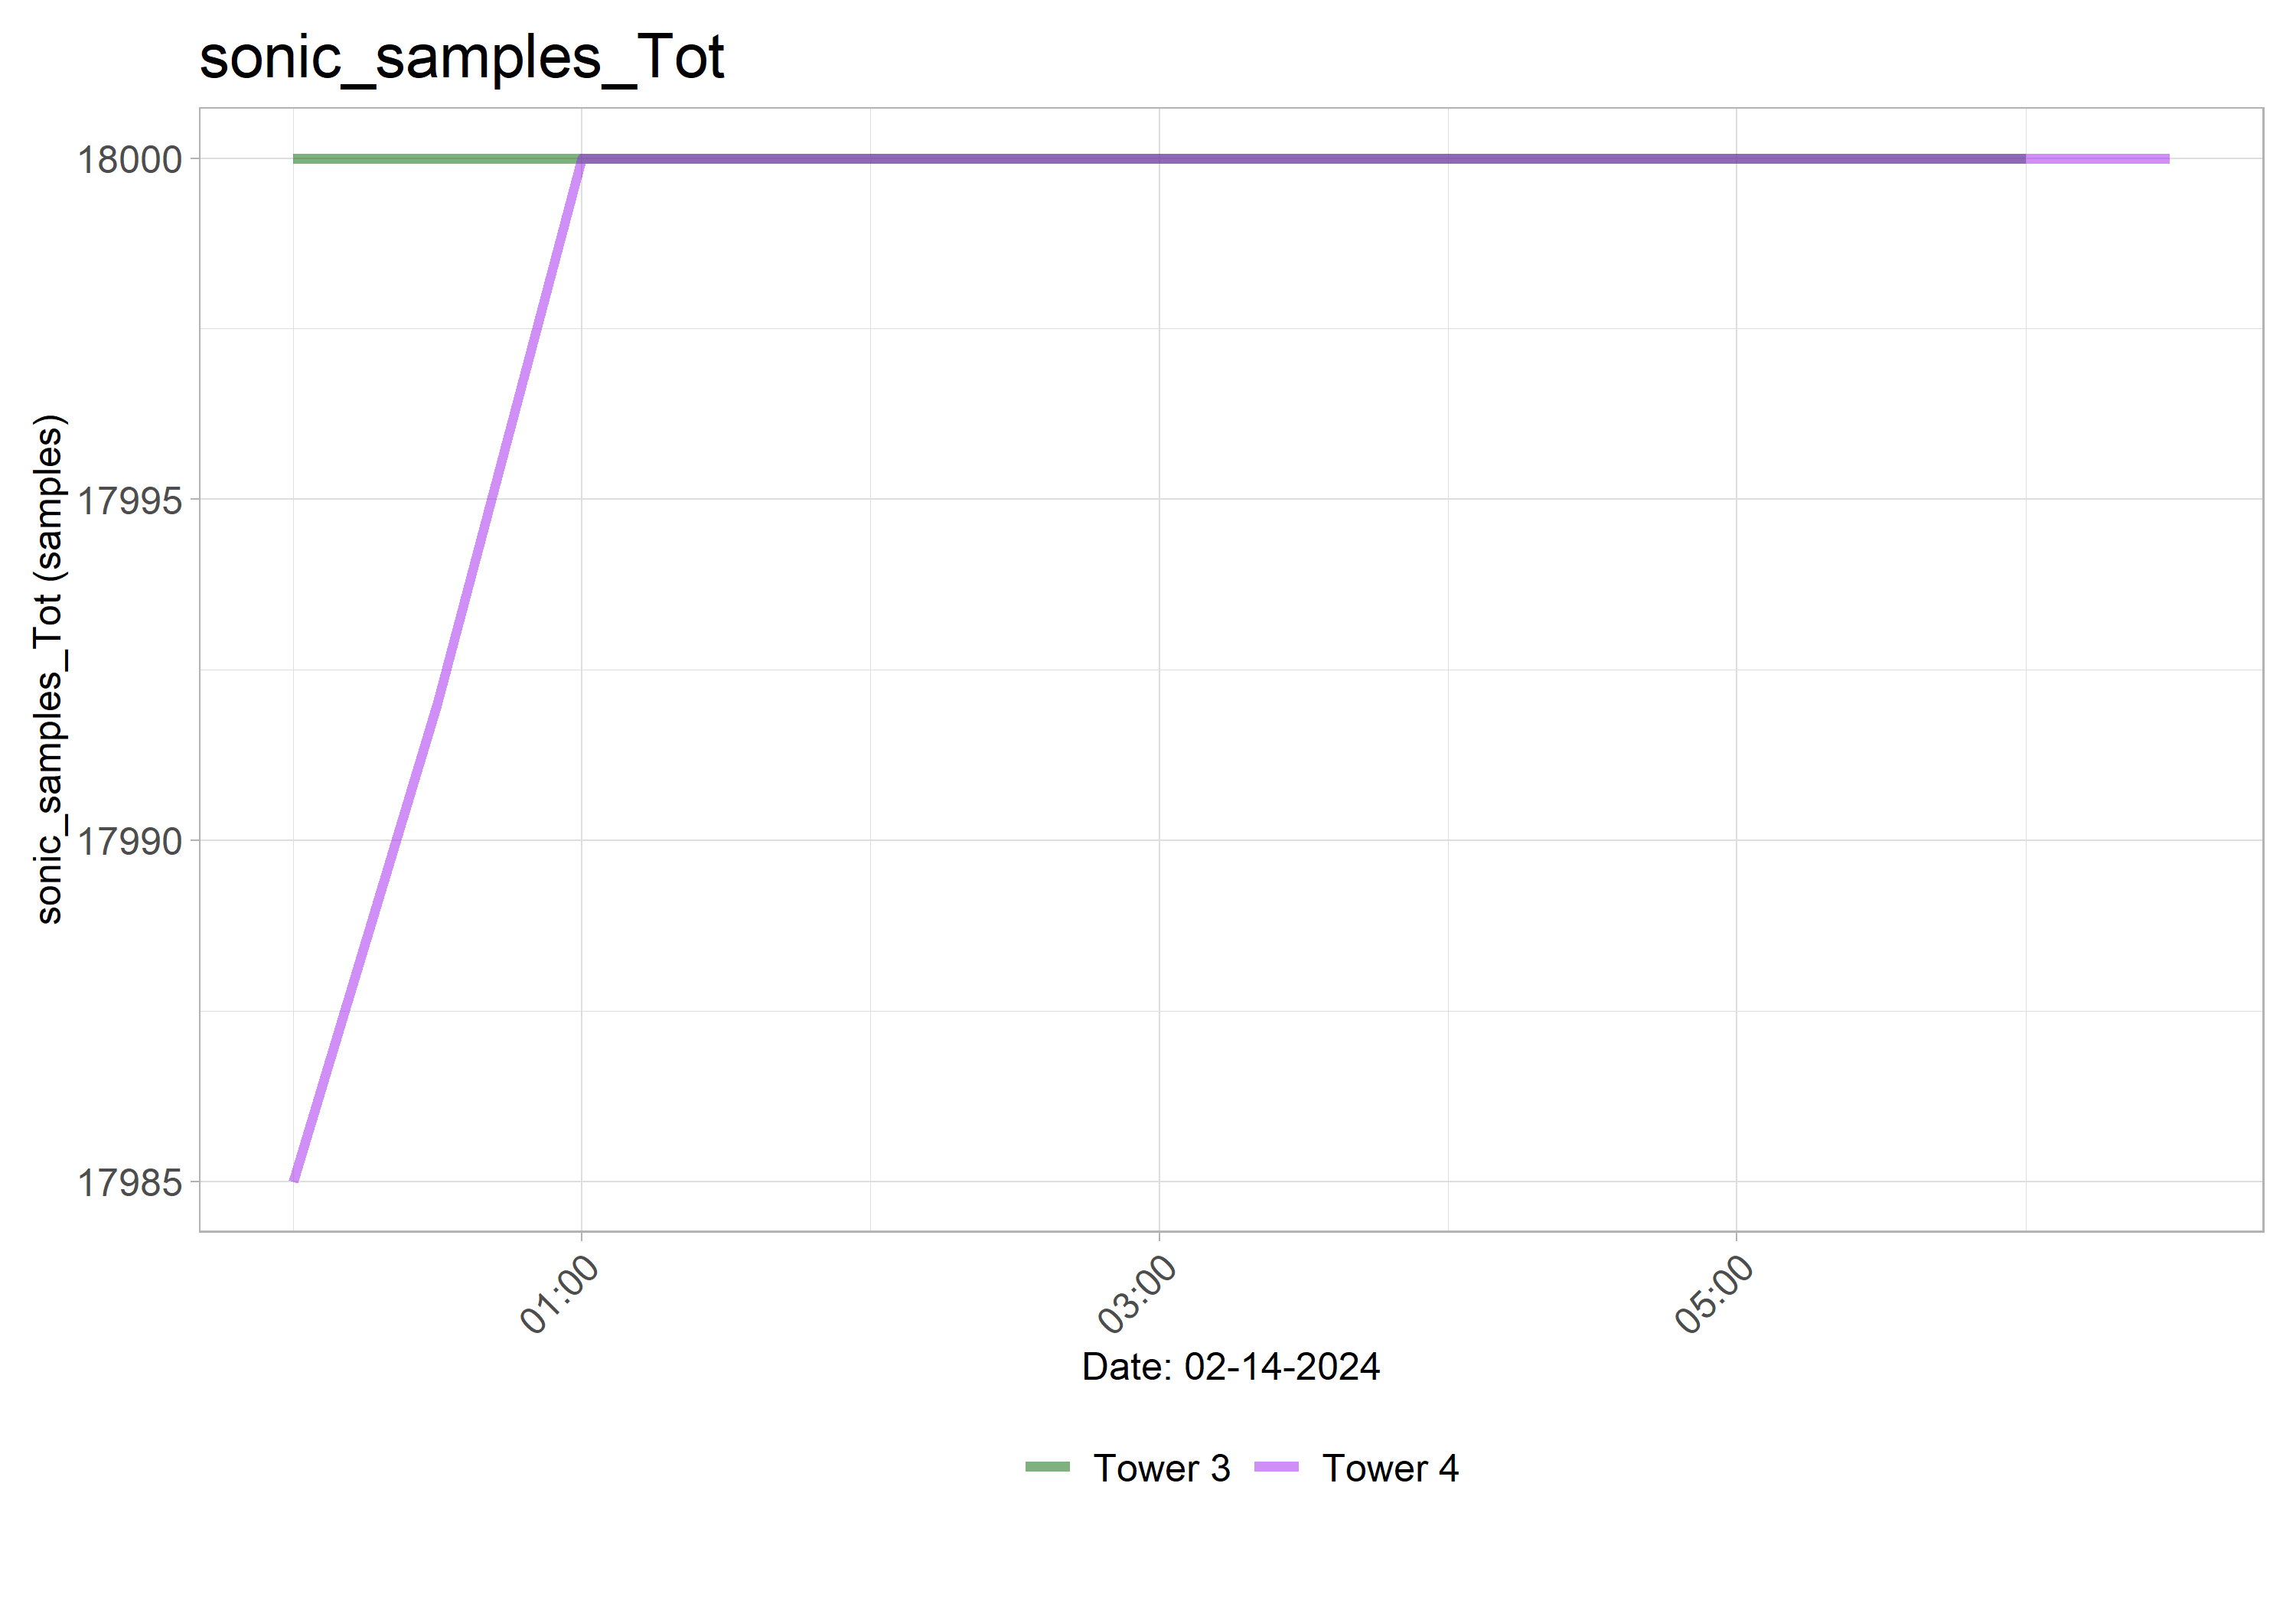 sonic_samples_Tot
sonic_samples_Tot (samples)
18000
17995
17990
17985
01:00
03:00
05:00
Date: 02-14-2024
Tower 3
Tower 4